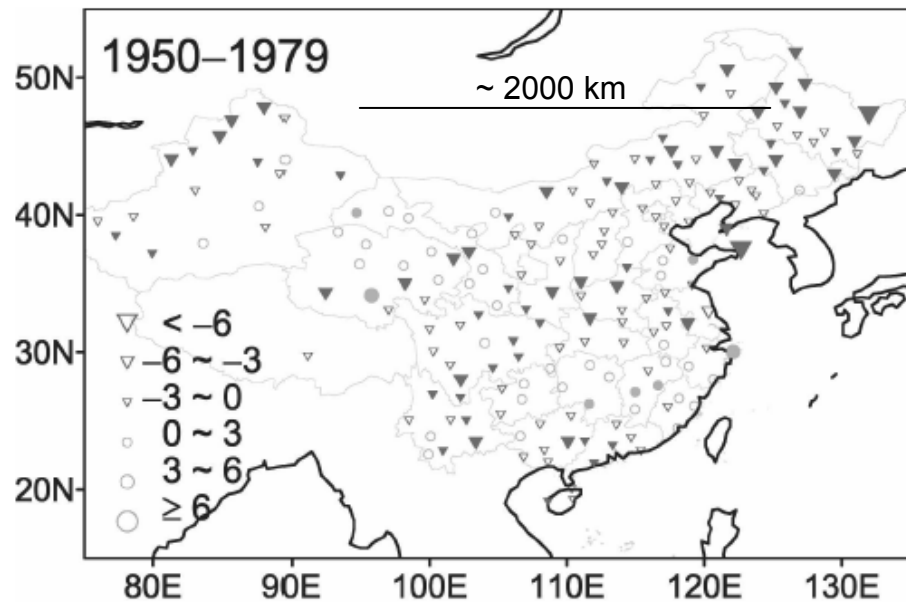 1950–1979
~ 2000 km
50N
40N
30N
20N
< –6
–6 ~ –3
–3 ~ 0
0 ~ 3
3 ~ 6
≥ 6
80E 90E 100E 110E 120E 130E